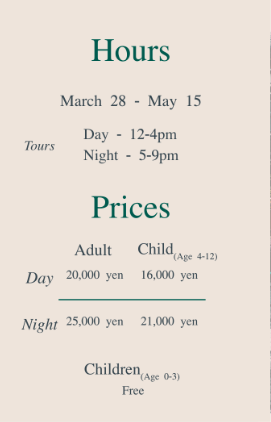 Hours
March 28 - May 15
Tours
Day - 12-4pm
Night - 5-9pm
Prices
Adult Child (Age 4-12)
Day 20,000 yen 16,000 yen
Night 25,000 yen 21,000 yen
Children (Age 0-3)
Free